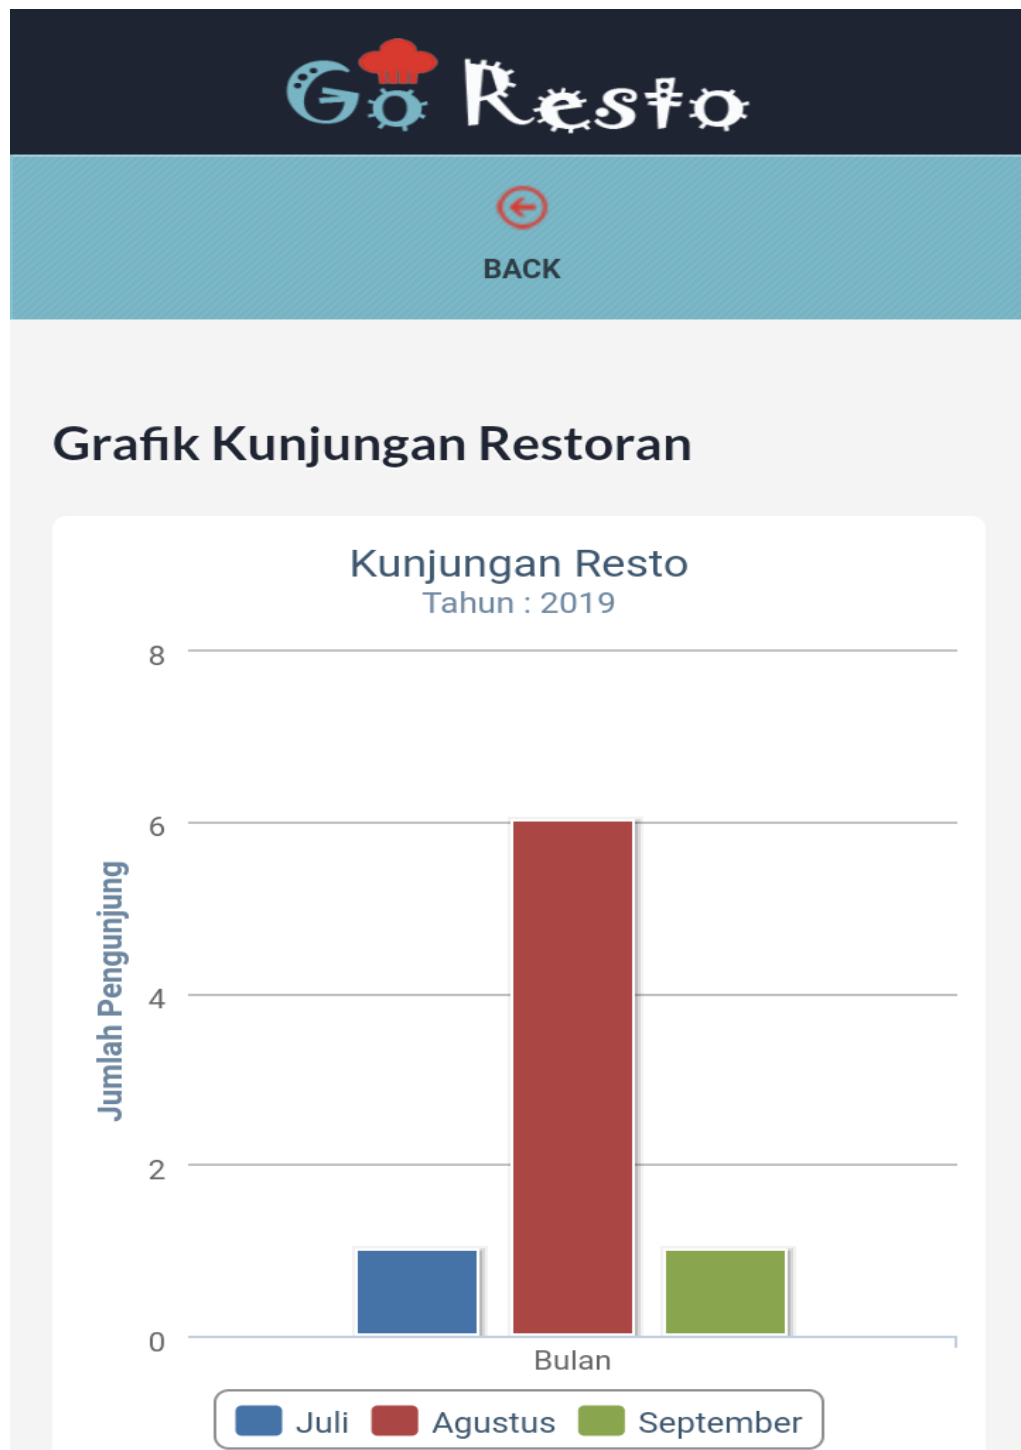 Go Resto
BACK
Grafik Kunjungan Restoran
Kunjungan Resto
Tahun : 2019
8
6
4
2
0
Jumlah Pengunjung
Bulan
Juli Agustus September